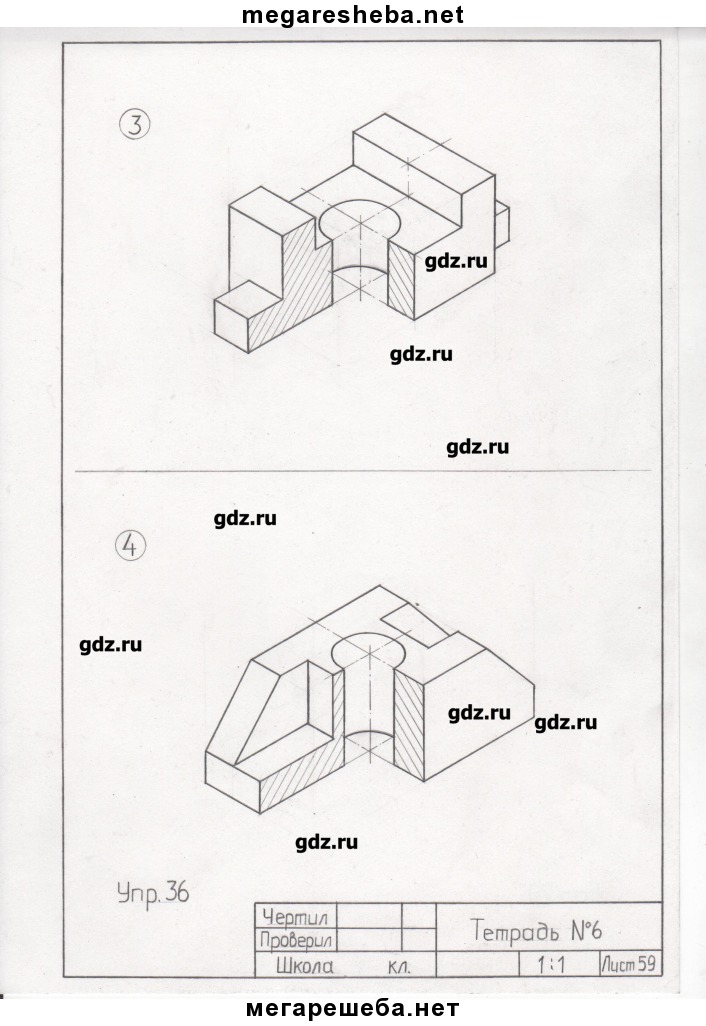 megaresheba.net
3
gdz.ru
gdz.ru
gdz.ru
gdz.ru
4
gdz.ru
gdz.ru
gdz.ru
gdz.ru
Упр. 36
Чертил
Проверил
Тетрадь №6
Школа кл.
1:1
Лист 59
мегарешеба.нет